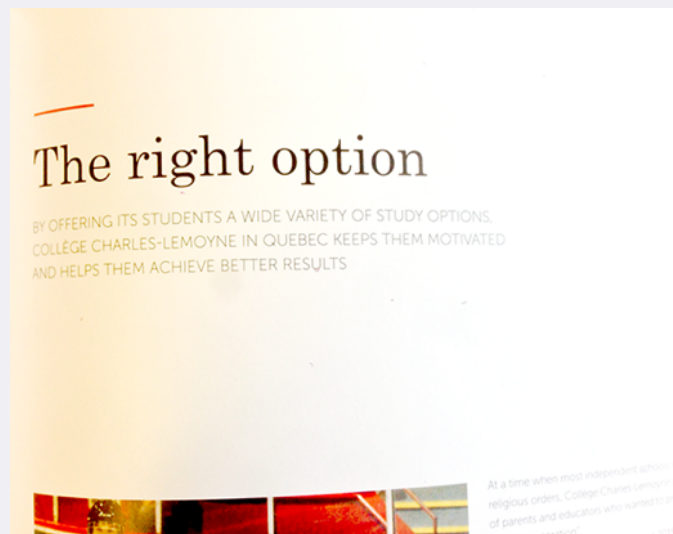 The right option
BY OFFERING ITS STUDENTS A WIDE VARIETY OF STUDY OPTIONS,
COLLÈGE CHARLES-LEMOYNE IN QUEBEC KEEPS THEM MOTIVATED
AND HELPS THEM ACHIEVE BETTER RESULTS
At a time when most independent schools
religious orders, Collège Charles-Lemoyne
of parents and educators who wanted to